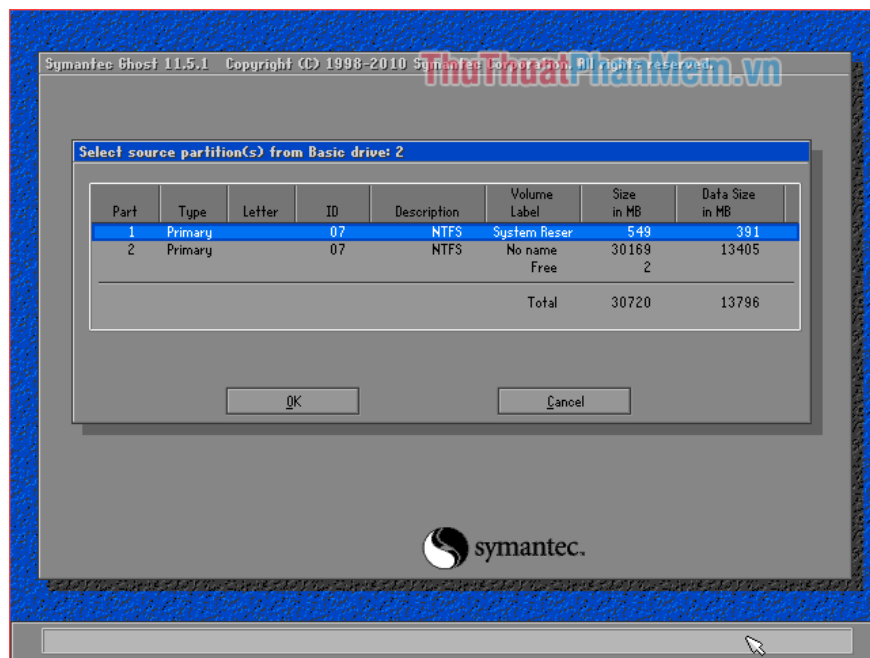 Symantec Ghost 11.5.1 Copyright (C) 1998-2010 Symantec Corporation. All rights reserved.
ThuThuatPhanMem.vn
Select source partition(s) from Basic drive: 2
Part Type Letter ID Description Volume Label Size in MB Data Size in MB
1 Primary 07 NTFS System Reser 549 391
2 Primary 07 NTFS No name 30169 13405
Free 2
Total 30720 13796
OK Cancel
symantec.